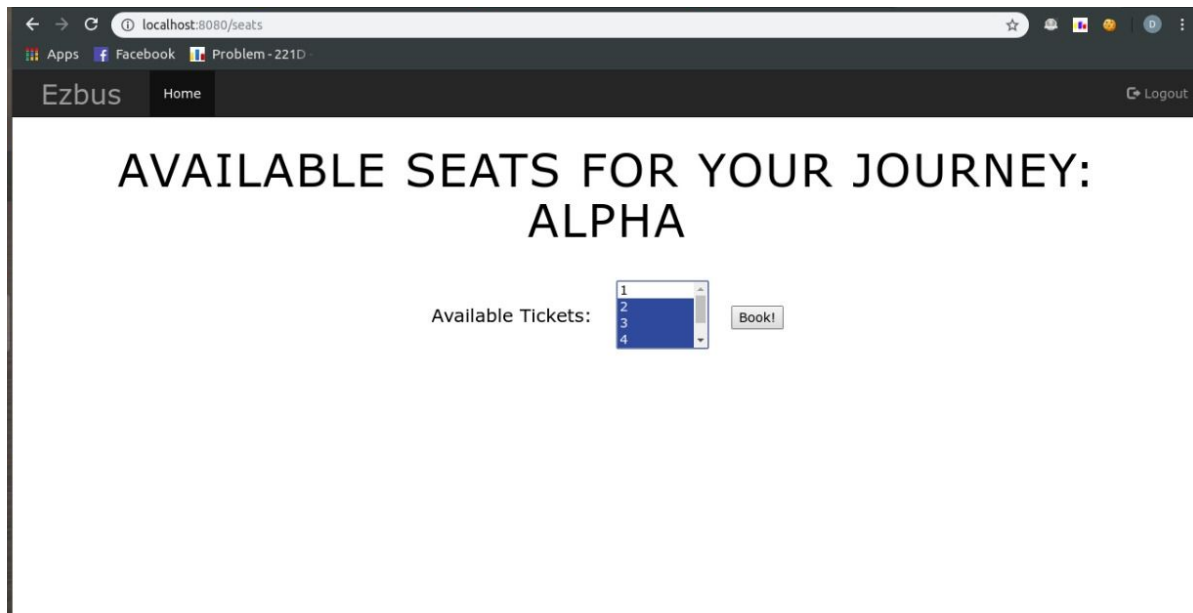 localhost:8080/seats
D
Apps Facebook Problem - 221D -
Ezbus Home Logout
AVAILABLE SEATS FOR YOUR JOURNEY:
ALPHA
Available Tickets:
1
2
3
4
Book!